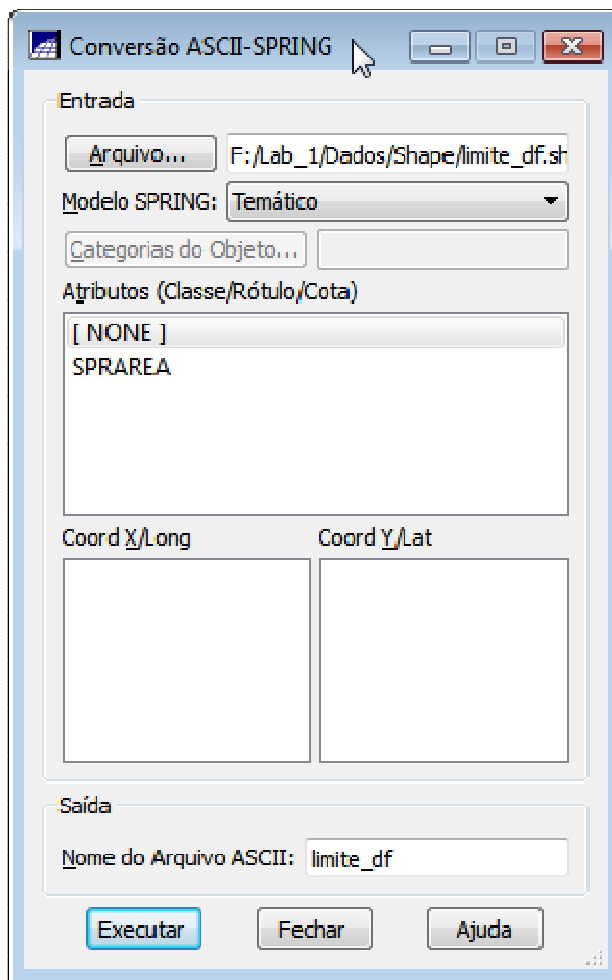 Conversão ASCII-SPRING
Entrada
Arquivo... F:/Lab_1/Dados/Shape/limite_df.sh
Modelo SPRING: Temático
Categorias do Objeto...
Atributos (Classe/Rótulo/Cota)
[ NONE ]
SPRAREA
Coord X/Long Coord Y/Lat
Saída
Nome do Arquivo ASCII: limite_df
Executar Fechar Ajuda